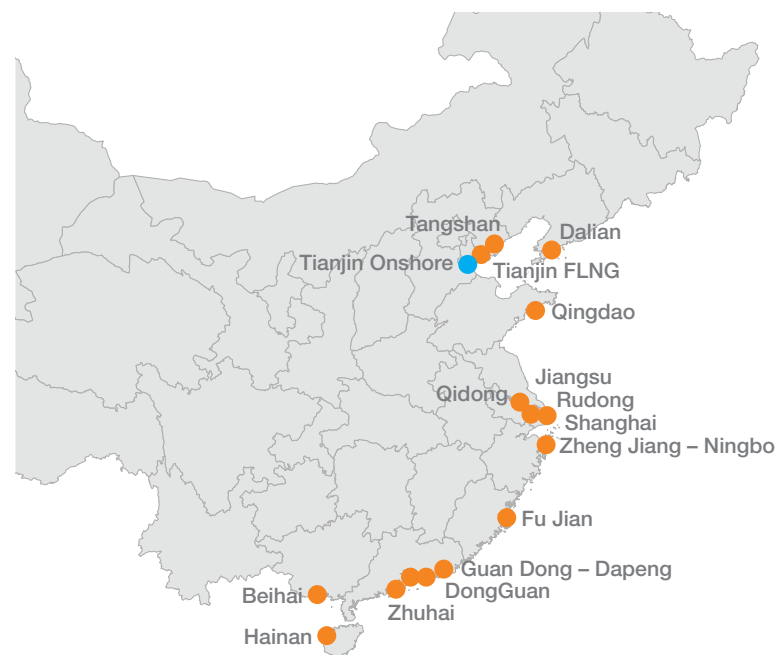 Tangshan
Dalian
Tianjin Onshore
Tianjin FLNG
Qingdao
Jiangsu
Qidong
Rudong
Shanghai
Zheng Jiang – Ningbo
Fu Jian
Guan Dong – Dapeng
DongGuan
Beihai
Zhuhai
Hainan